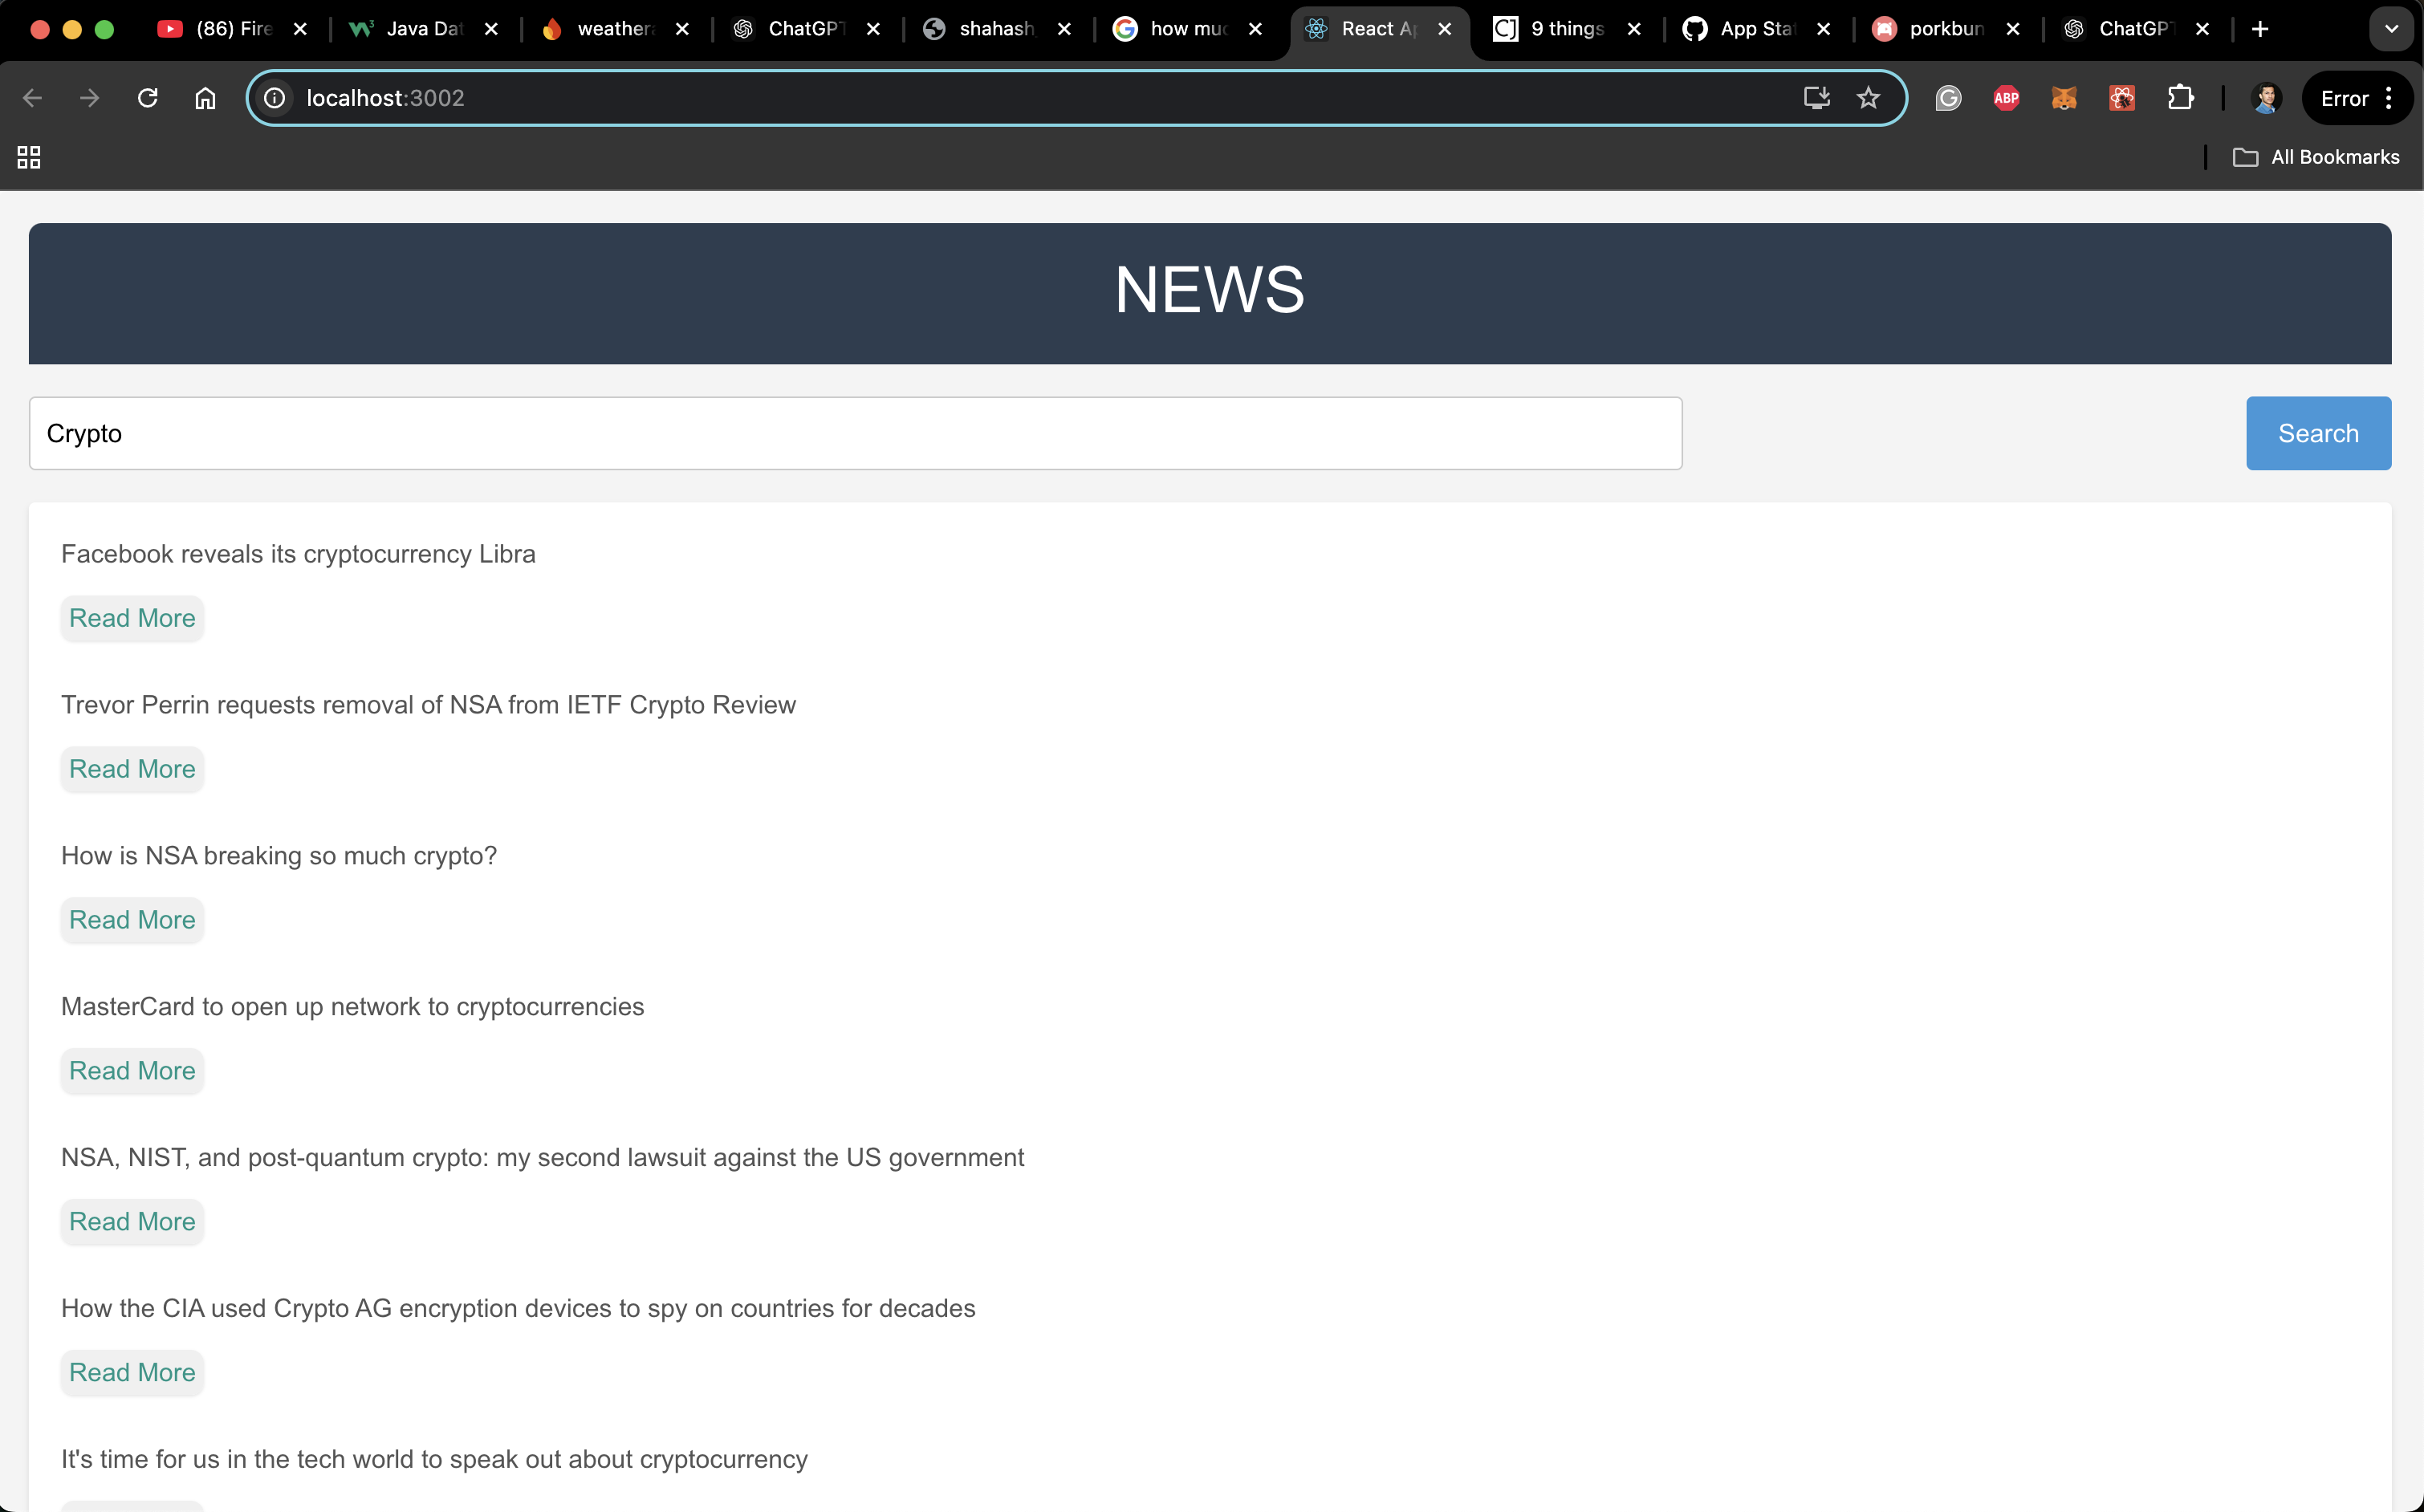 (86) Fire
Java Dat
weather
ChatGPT
shahash
how muc
React Ap
9 things
App Stat
porkbun
ChatGPT
localhost:3002
ABP
Error
All Bookmarks
NEWS
Crypto
Search
Facebook reveals its cryptocurrency Libra
Read More
Trevor Perrin requests removal of NSA from IETF Crypto Review
Read More
How is NSA breaking so much crypto?
Read More
MasterCard to open up network to cryptocurrencies
Read More
NSA, NIST, and post-quantum crypto: my second lawsuit against the US government
Read More
How the CIA used Crypto AG encryption devices to spy on countries for decades
Read More
It's time for us in the tech world to speak out about cryptocurrency